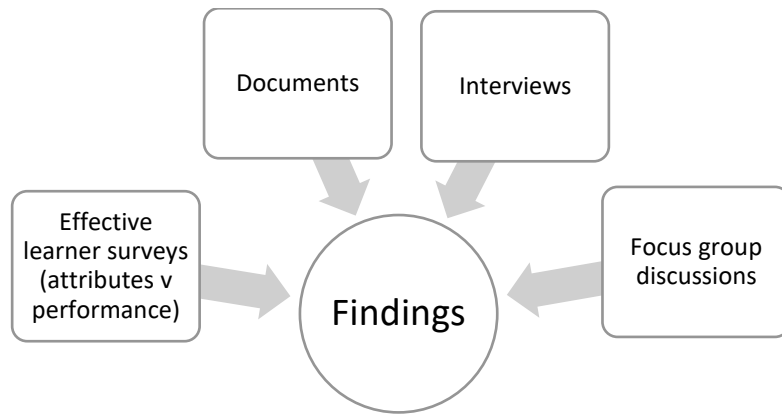 Documents
Interviews
Effective
learner surveys
(attributes v
performance)
Focus group
discussions
Findings